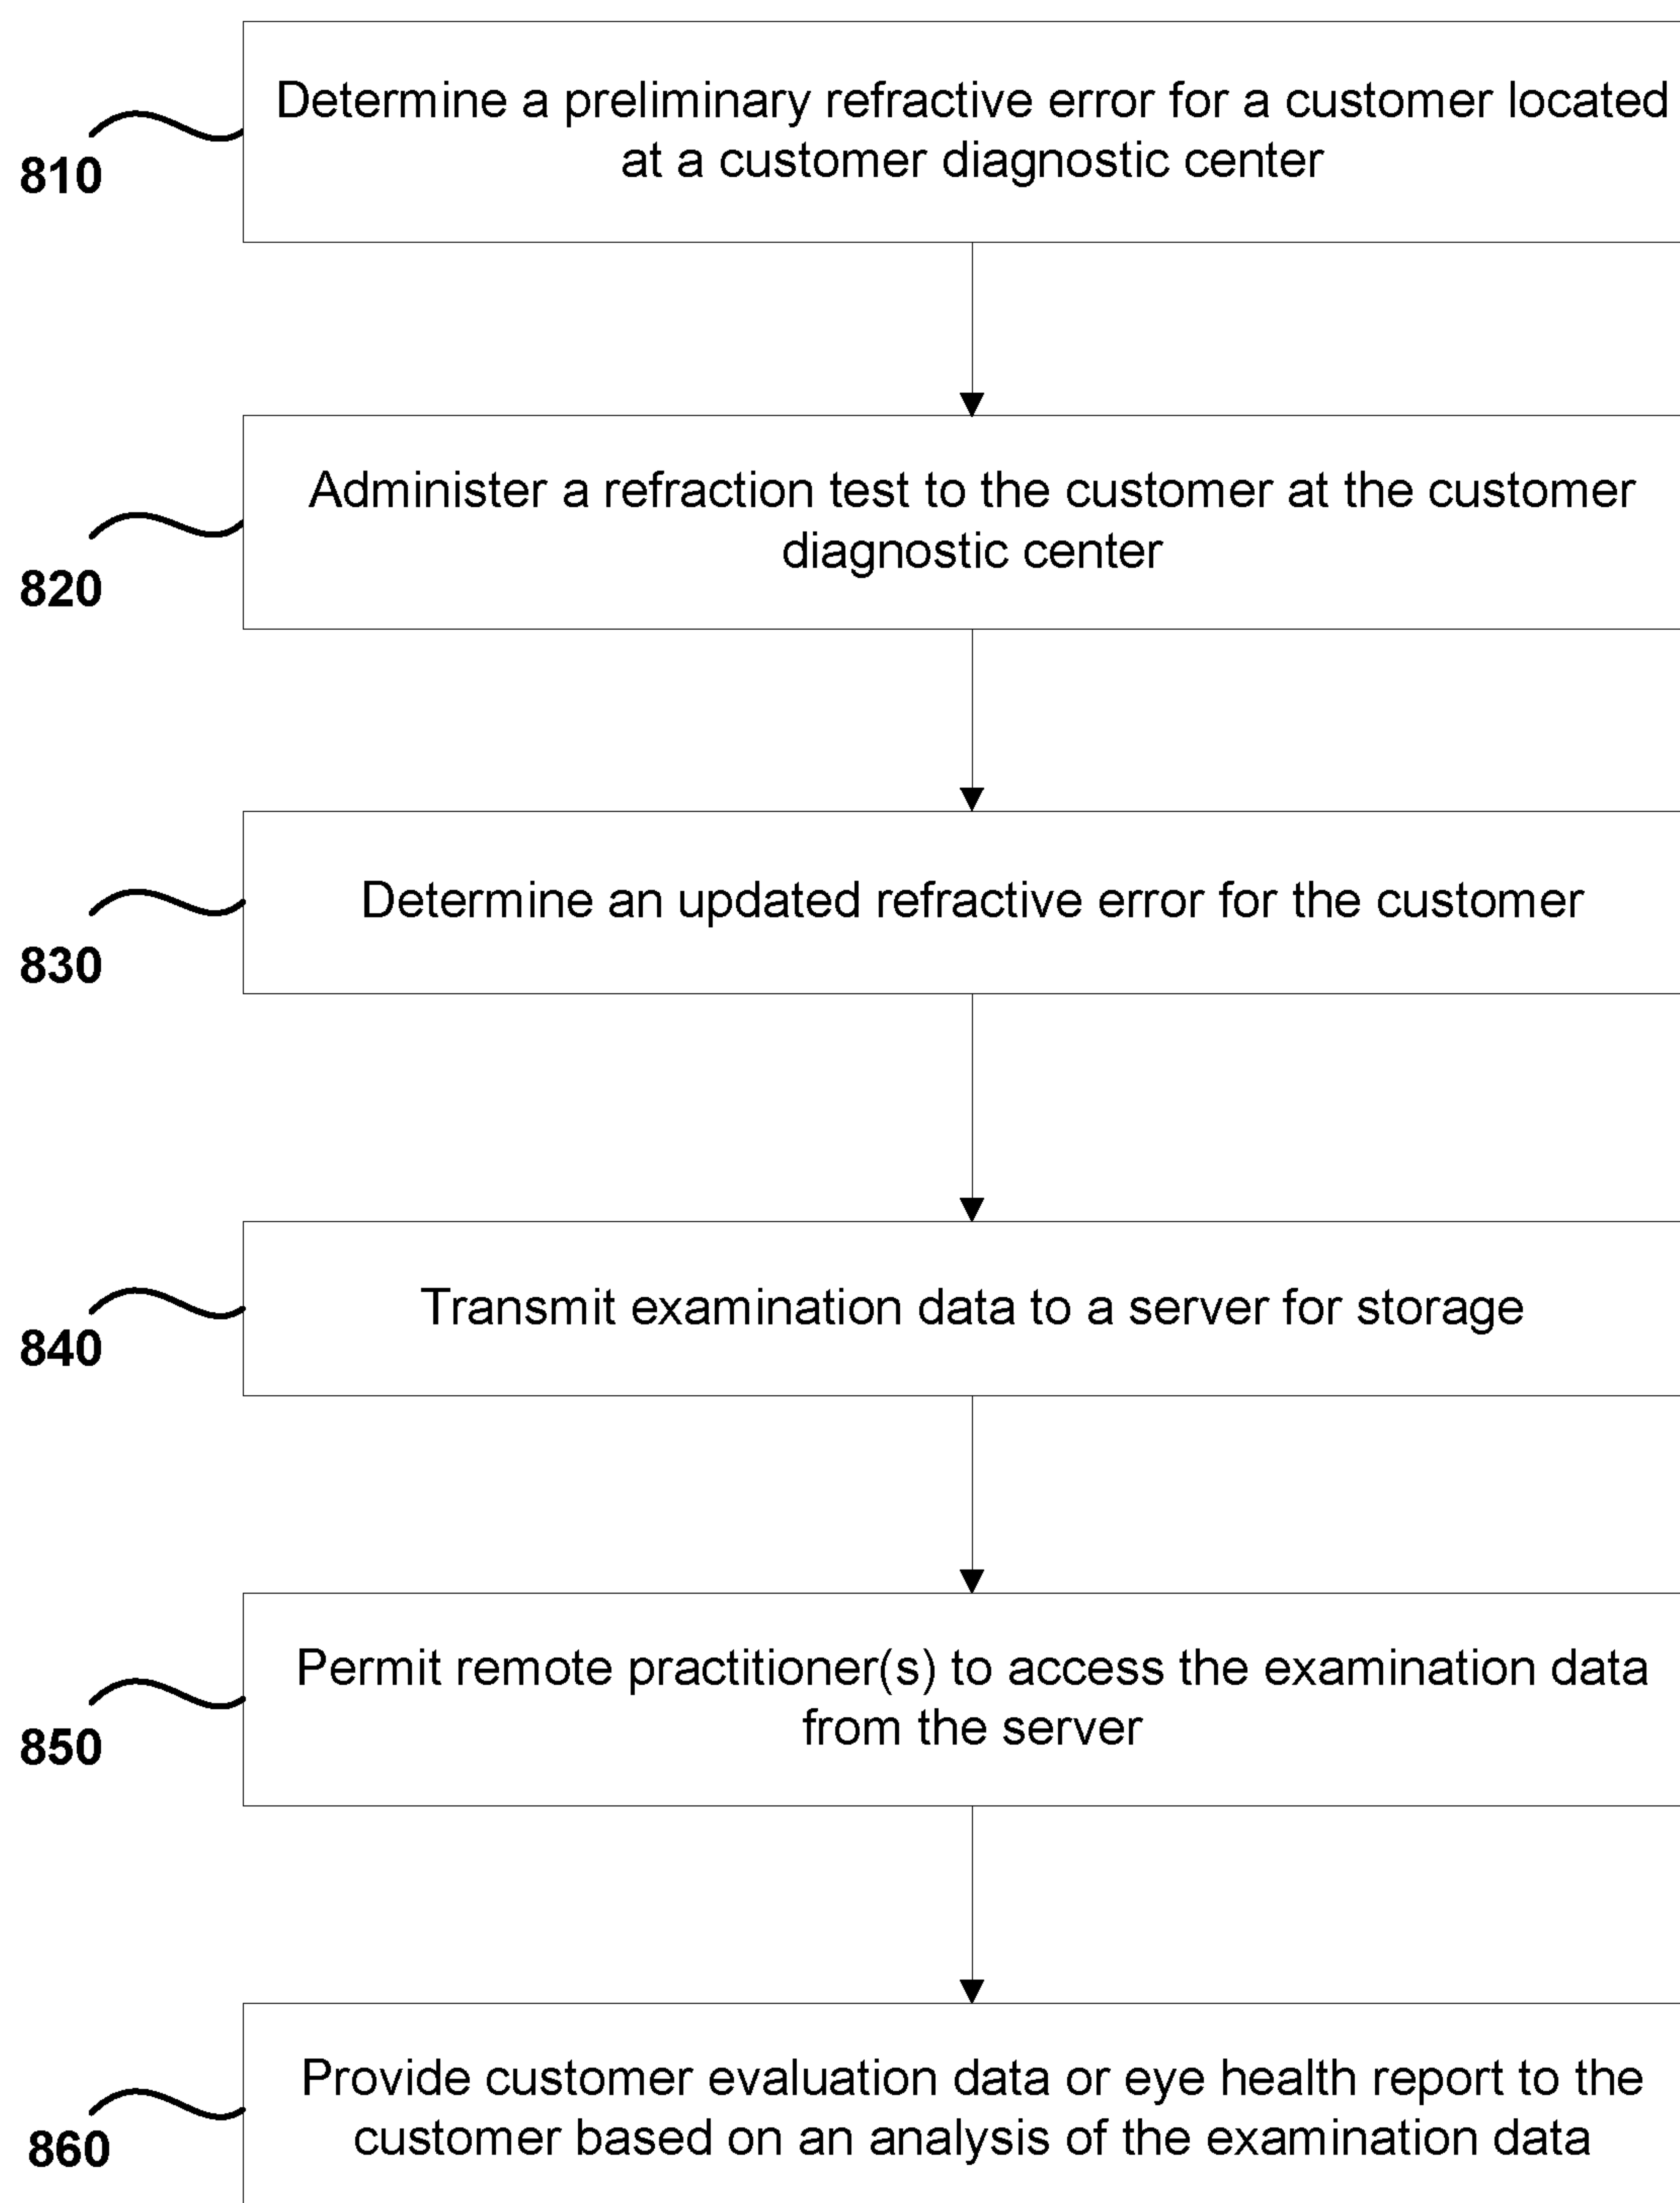 Determine a preliminary refractive error for a customer located
at a customer diagnostic center
810
Administer a refraction test to the customer at the customer
diagnostic center
820
Determine an updated refractive error for the customer
830
Transmit examination data to a server for storage
840
Permit remote practitioner(s) to access the examination data
from the server
850
Provide customer evaluation data or eye health report to the
customer based on an analysis of the examination data
860